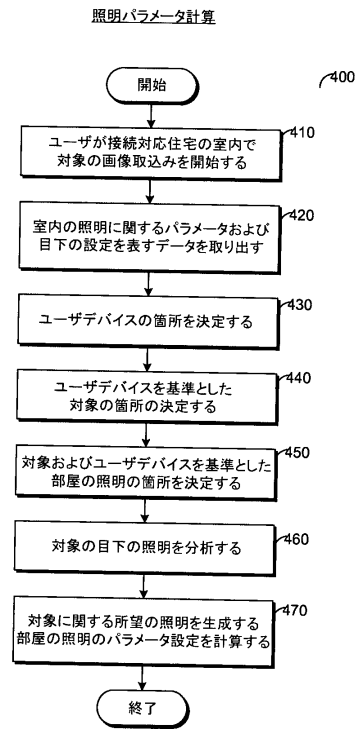 照明パラメータ計算
開始
400
ユーザが接続対応住宅の室内で
対象の画像取込みを開始する
410
室内の照明に関するパラメータおよび
目下の設定を表すデータを取り出す
420
ユーザデバイスの箇所を決定する
430
ユーザデバイスを基準とした
対象の箇所の決定する
440
対象およびユーザデバイスを基準とした
部屋の照明の箇所を決定する
450
対象の目下の照明を分析する
460
対象に関する所望の照明を生成する
部屋の照明のパラメータ設定を計算する
470
終了